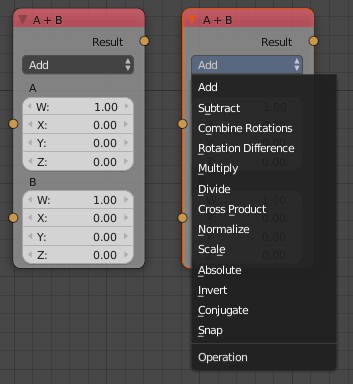 A + B
Result
Add
A
W: 1.00
X: 0.00
Y: 0.00
Z: 0.00
B
W: 1.00
X: 0.00
Y: 0.00
Z: 0.00
A + B
Result
Add
Add
Subtract
Combine Rotations
Rotation Difference
Multiply
Divide
Cross Product
Normalize
Scale
Absolute
Invert
Conjugate
Snap
Operation